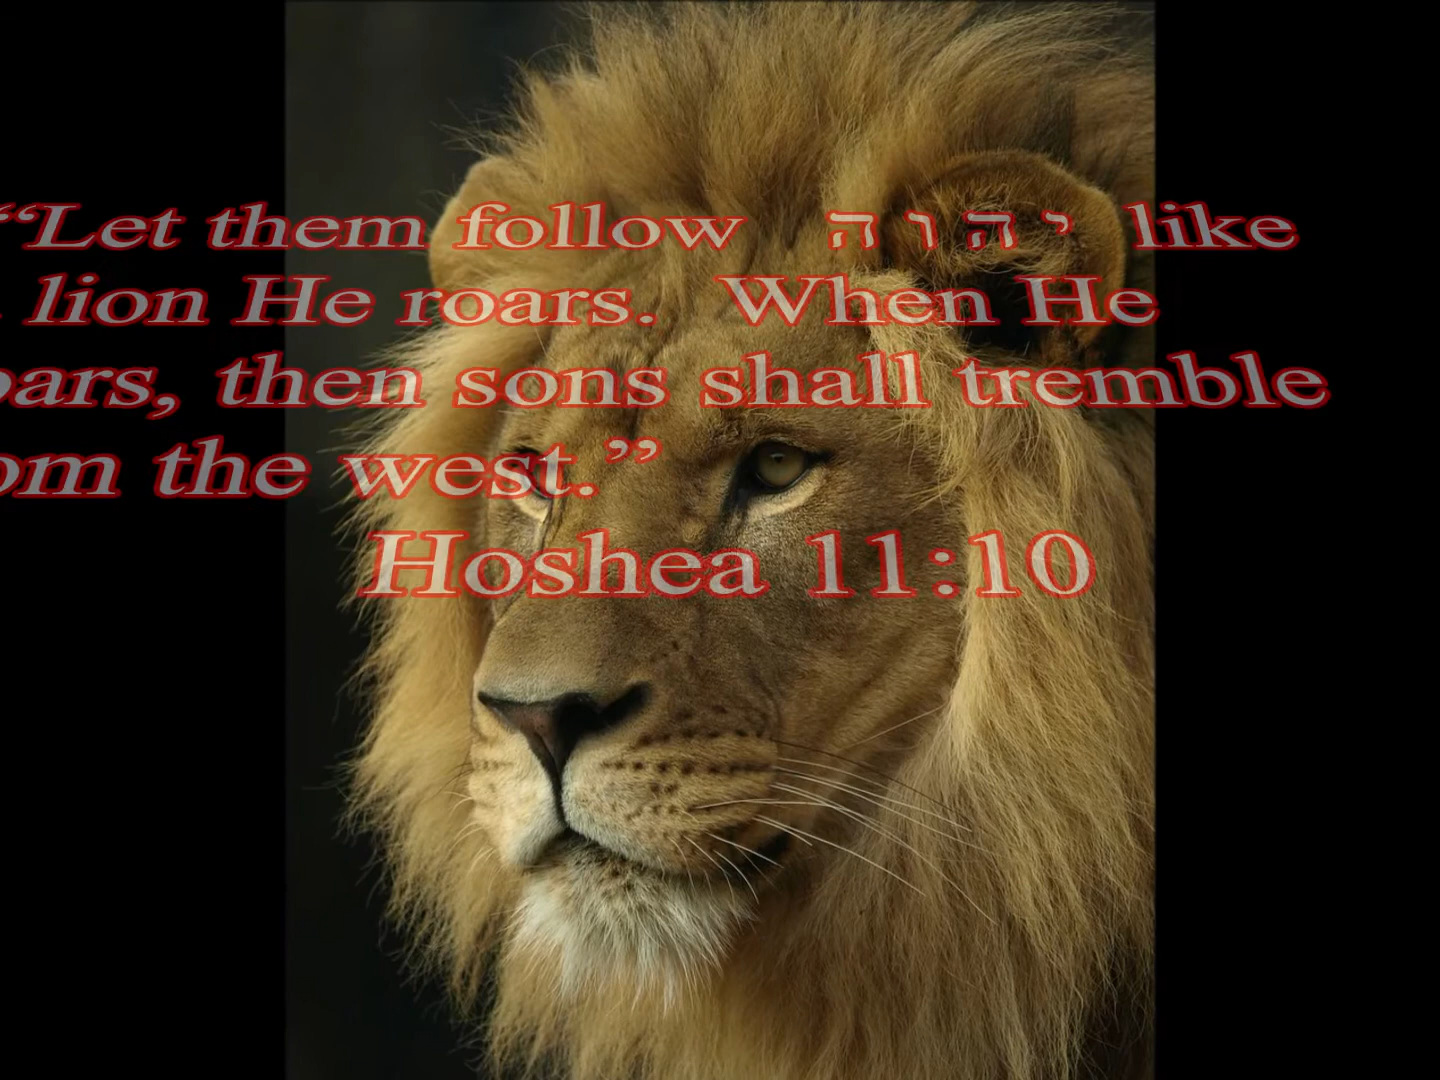 “Let them follow יהוה like
lion He roars. When He
ars, then sons shall tremble
om the west.”
Hoshea 11:10